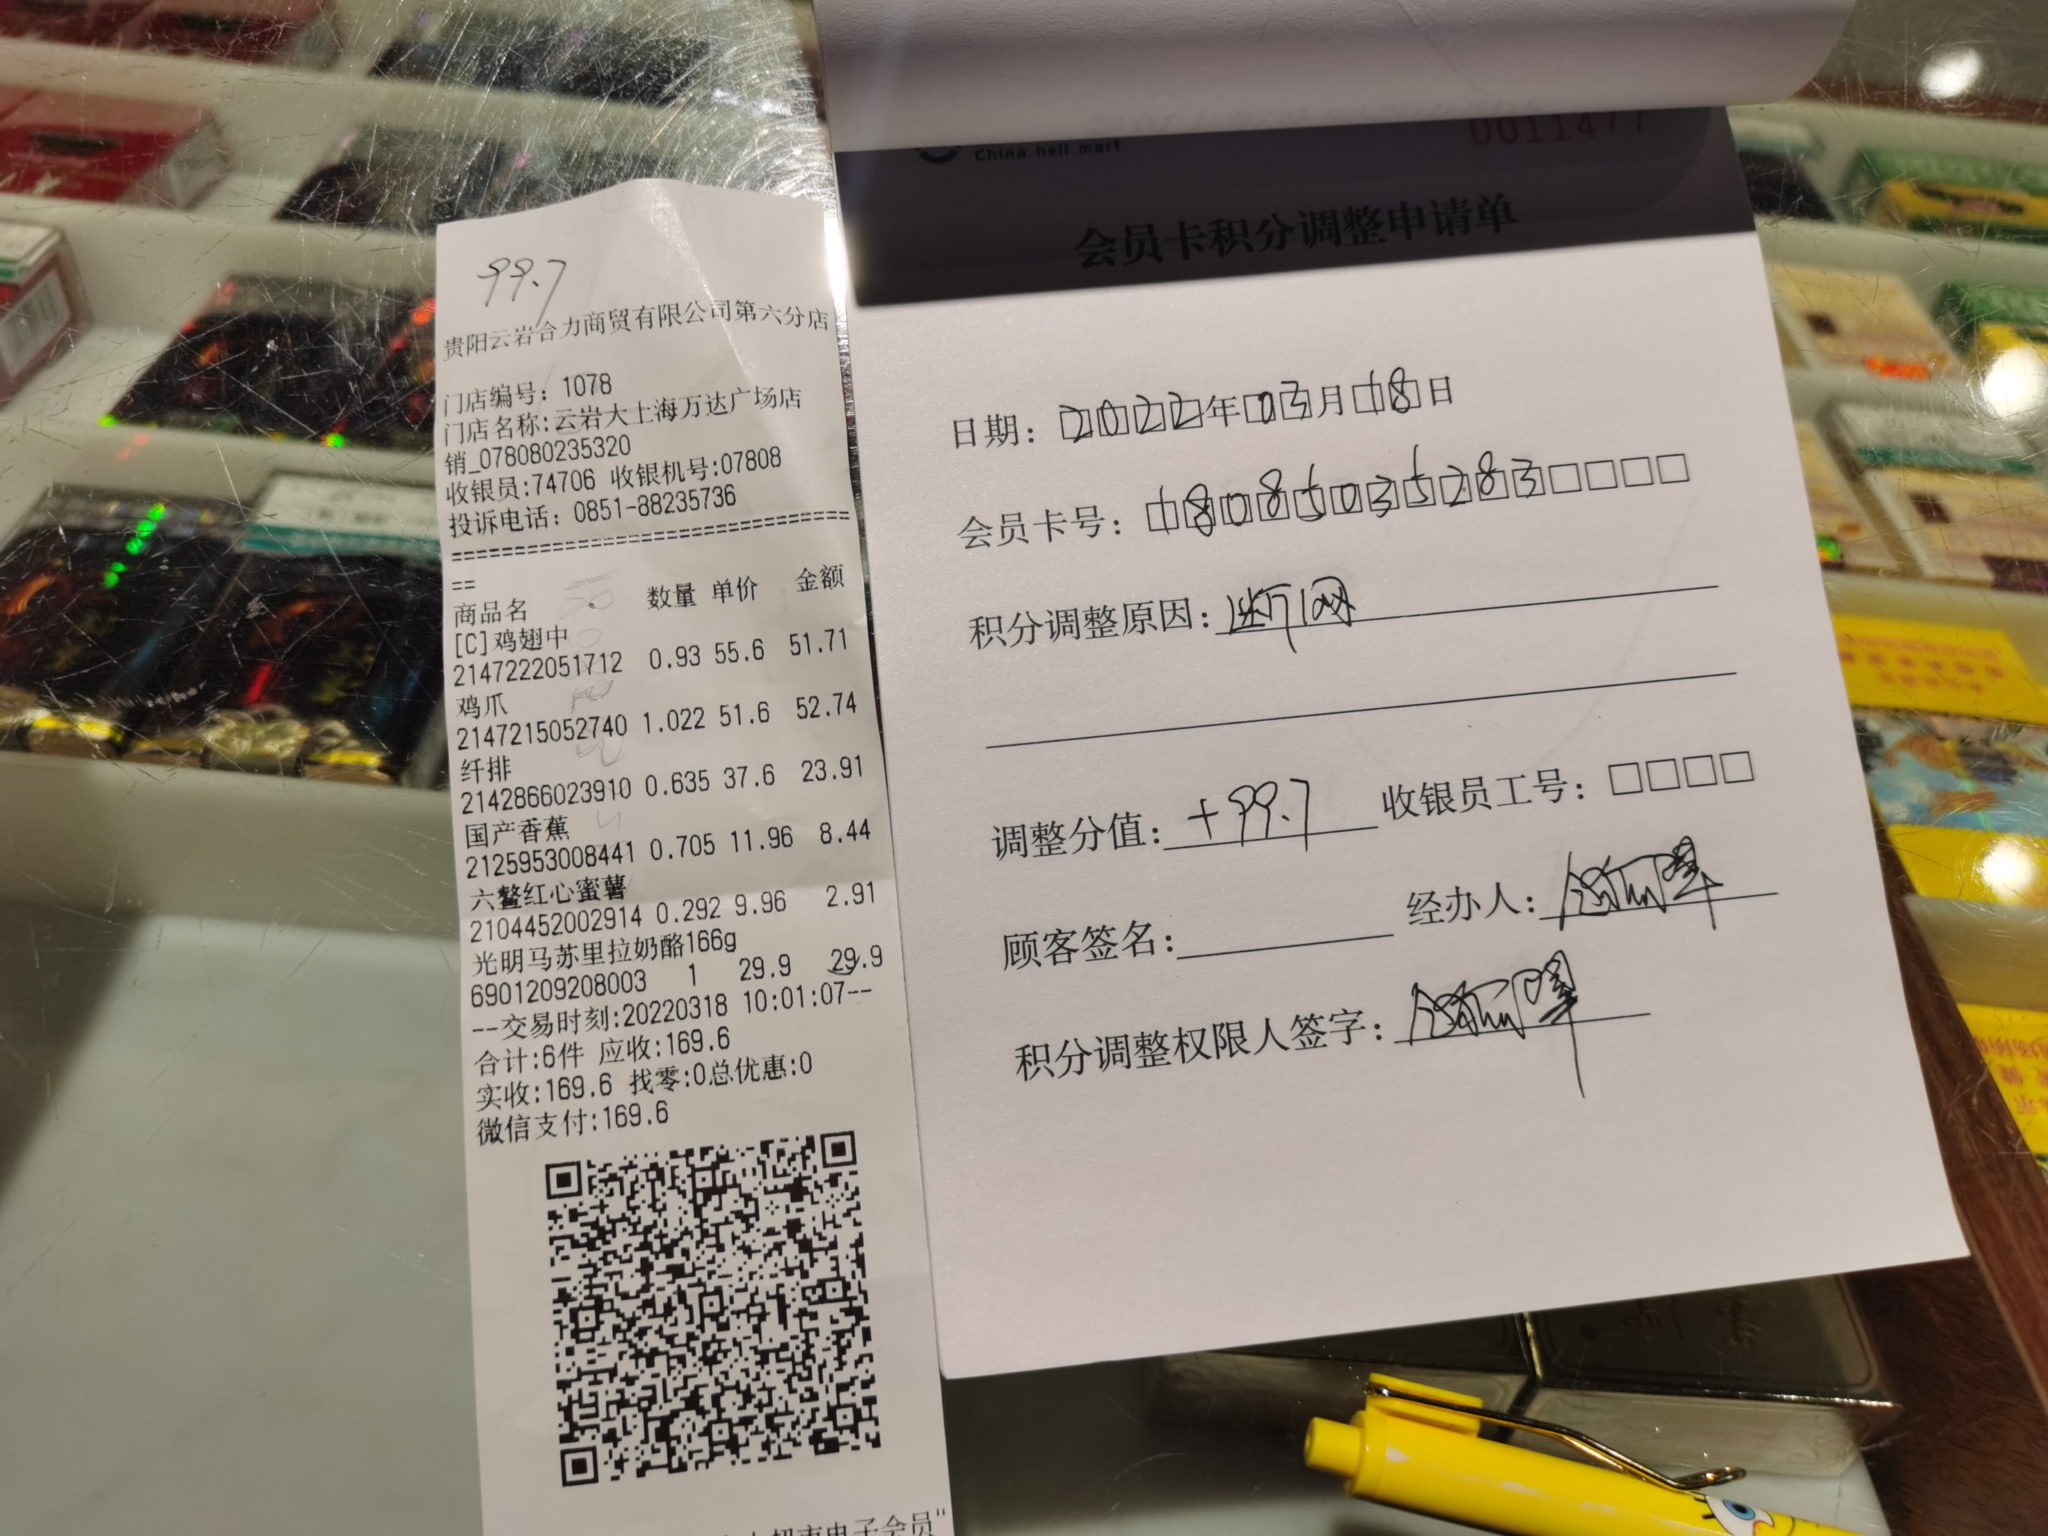 99.7
贵阳云岩合力商贸有限公司第六分店
门店编号: 1078
门店名称:云岩大上海万达广场店
销_078080235320
收银员:74706 收银机号:07808
投诉电话: 0851-88235736
==
商品名 数量 单价 金额
[C]鸡翅中
2147222051712 0.93 55.6 51.71
鸡爪
2147215052740 1.022 51.6 52.74
纤排
2142866023910 0.635 37.6 23.91
国产香蕉
2125953008441 0.705 11.96 8.44
六鳌红心蜜薯
2104452002914 0.292 9.96 2.91
光明马苏里拉奶酪166g
6901209208003 1 29.9 29.9
--交易时刻:20220318 10:01:07--
合计:6件 应收:169.6
实收:169.6 找零:0总优惠:0
微信支付:169.6
超市电子会员"
China heli mart
0011477
会员卡积分调整申请单
日期: 2022年03月18日
会员卡号: 18085035283
积分调整原因: 断网
调整分值: +99.7 收银员工号:
顾客签名: 经办人:
积分调整权限人签字: